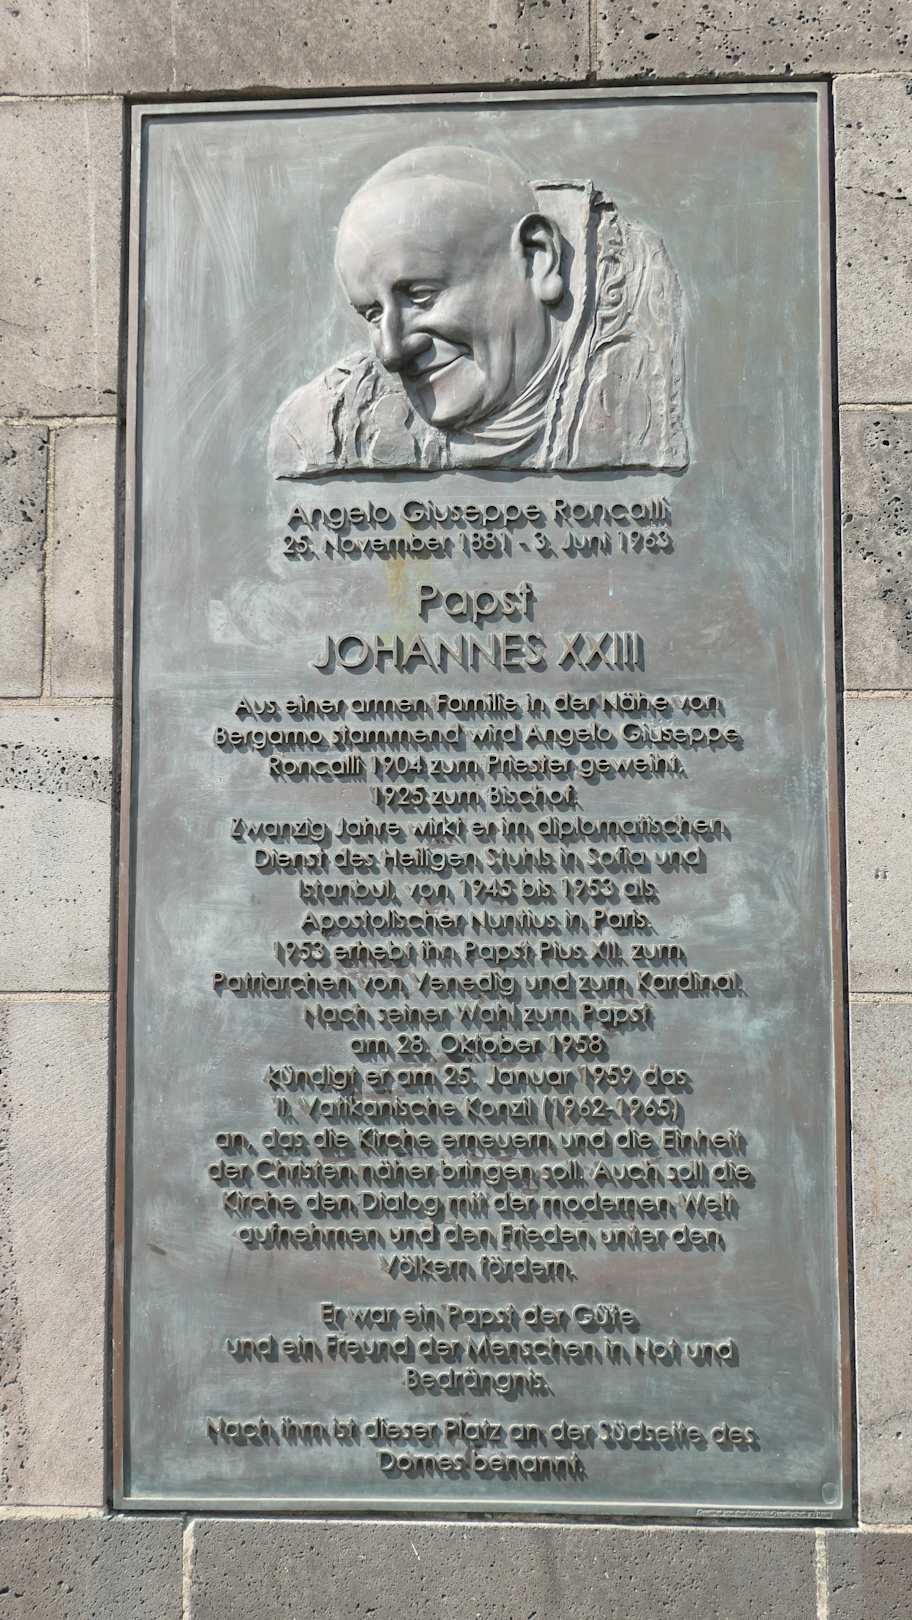 Angelo Giuseppe Roncalli
25. November 1881 - 3. Juni 1963
Papst
JOHANNES XXIII
Aus einer armen Familie in der Nähe von
Bergamo stammend wird Angelo Giuseppe
Roncalli 1904 zum Priester geweiht,
1925 zum Bischof.
Zwanzig Jahre wirkt er im diplomatischen
Dienst des Heiligen Stuhls in Sofia und
Istanbul, von 1945 bis 1953 als
Apostolischer Nuntius in Paris.
1953 erhebt ihn Papst Pius XII. zum
Patriarchen von Venedig und zum Kardinal.
Nach seiner Wahl zum Papst
am 28. Oktober 1958
kündigt er am 25. Januar 1959 das
II. Vatikanische Konzil (1962-1965)
an, das die Kirche erneuern und die Einheit
der Christen näher bringen soll. Auch soll die
Kirche den Dialog mit der modernen Welt
aufnehmen und den Frieden unter den
Völkern fördern.
Er war ein Papst der Güte
und ein Freund der Menschen in Not und
Bedrängnis.
Nach ihm ist dieser Platz an der Südseite des
Domes benannt.